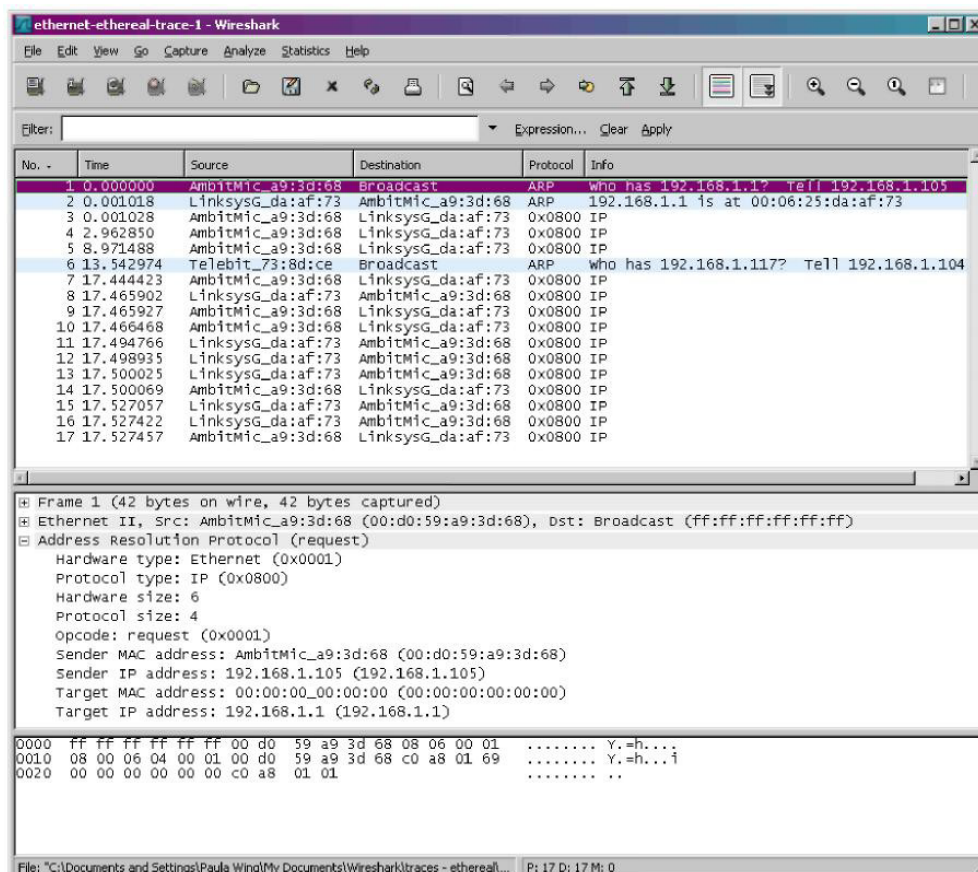 ethernet-ethereal-trace-1 - Wireshark
File Edit View Go Capture Analyze Statistics Help
Filter: Expression... Clear Apply
No. - Time Source Destination Protocol Info
1 0.000000 AmbitMic_a9:3d:68 Broadcast ARP Who has 192.168.1.1? Tell 192.168.1.105
2 0.001018 LinksysG_da:af:73 AmbitMic_a9:3d:68 ARP 192.168.1.1 is at 00:06:25:da:af:73
3 0.001028 AmbitMic_a9:3d:68 LinksysG_da:af:73 0x0800 IP
4 2.962850 AmbitMic_a9:3d:68 LinksysG_da:af:73 0x0800 IP
5 8.971488 AmbitMic_a9:3d:68 LinksysG_da:af:73 0x0800 IP
6 13.542974 Telebit_73:8d:ce Broadcast ARP Who has 192.168.1.117? Tell 192.168.1.104
7 17.444423 AmbitMic_a9:3d:68 LinksysG_da:af:73 0x0800 IP
8 17.465902 LinksysG_da:af:73 AmbitMic_a9:3d:68 0x0800 IP
9 17.465927 AmbitMic_a9:3d:68 LinksysG_da:af:73 0x0800 IP
10 17.466468 AmbitMic_a9:3d:68 LinksysG_da:af:73 0x0800 IP
11 17.494766 LinksysG_da:af:73 AmbitMic_a9:3d:68 0x0800 IP
12 17.498935 LinksysG_da:af:73 AmbitMic_a9:3d:68 0x0800 IP
13 17.500025 LinksysG_da:af:73 AmbitMic_a9:3d:68 0x0800 IP
14 17.500069 AmbitMic_a9:3d:68 LinksysG_da:af:73 0x0800 IP
15 17.527057 LinksysG_da:af:73 AmbitMic_a9:3d:68 0x0800 IP
16 17.527422 LinksysG_da:af:73 AmbitMic_a9:3d:68 0x0800 IP
17 17.527457 AmbitMic_a9:3d:68 LinksysG_da:af:73 0x0800 IP
Frame 1 (42 bytes on wire, 42 bytes captured)
Ethernet II, Src: AmbitMic_a9:3d:68 (00:d0:59:a9:3d:68), Dst: Broadcast (ff:ff:ff:ff:ff:ff)
Address Resolution Protocol (request)
Hardware type: Ethernet (0x0001)
Protocol type: IP (0x0800)
Hardware size: 6
Protocol size: 4
Opcode: request (0x0001)
Sender MAC address: AmbitMic_a9:3d:68 (00:d0:59:a9:3d:68)
Sender IP address: 192.168.1.105 (192.168.1.105)
Target MAC address: 00:00:00_00:00:00 (00:00:00:00:00:00)
Target IP address: 192.168.1.1 (192.168.1.1)
0000 ff ff ff ff ff ff 00 d0 59 a9 3d 68 08 06 00 01 ........ Y.=h....
0010 08 00 06 04 00 01 00 d0 59 a9 3d 68 c0 a8 01 69 ........ Y.=h...i
0020 00 00 00 00 00 00 c0 a8 01 01 ........ ..
File: "C:\Documents and Settings\Paula Wing\My Documents\Wireshark\traces - ethereal\... P: 17 D: 17 M: 0